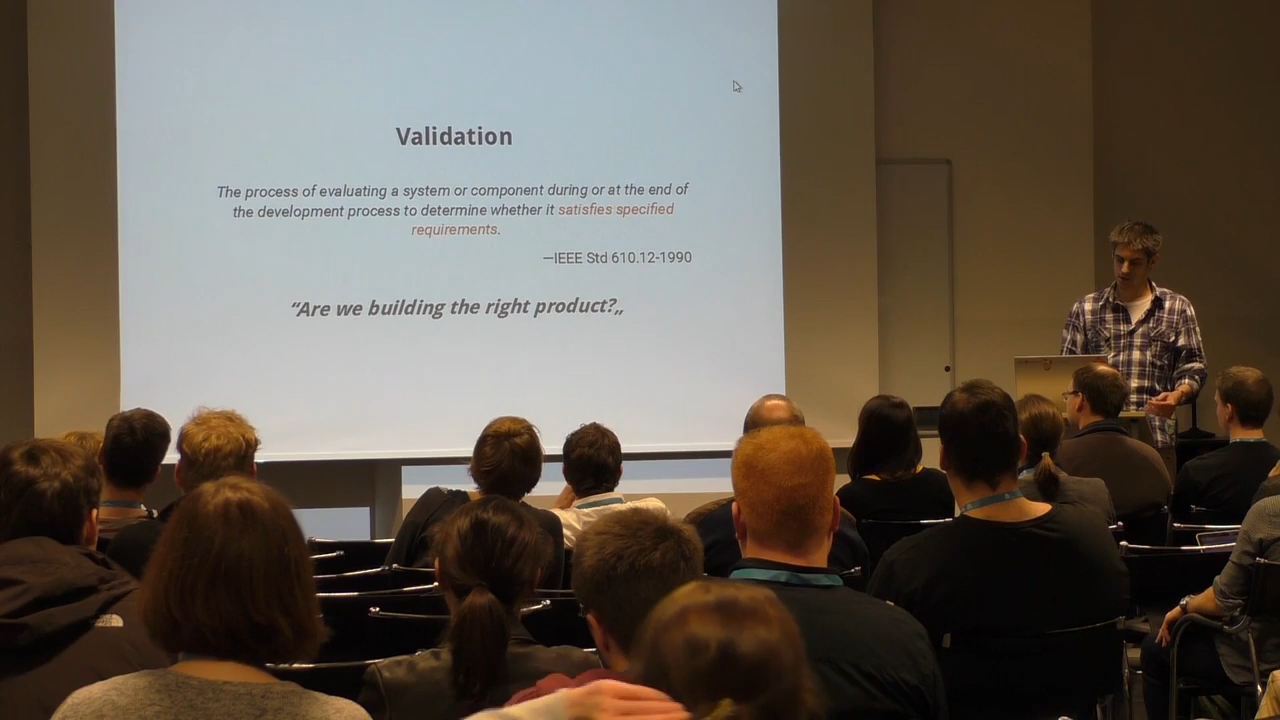 Validation
The process of evaluating a system or component during or at the end of
the development process to determine whether it satisfies specified
requirements.
—IEEE Std 610.12-1990
“Are we building the right product?„